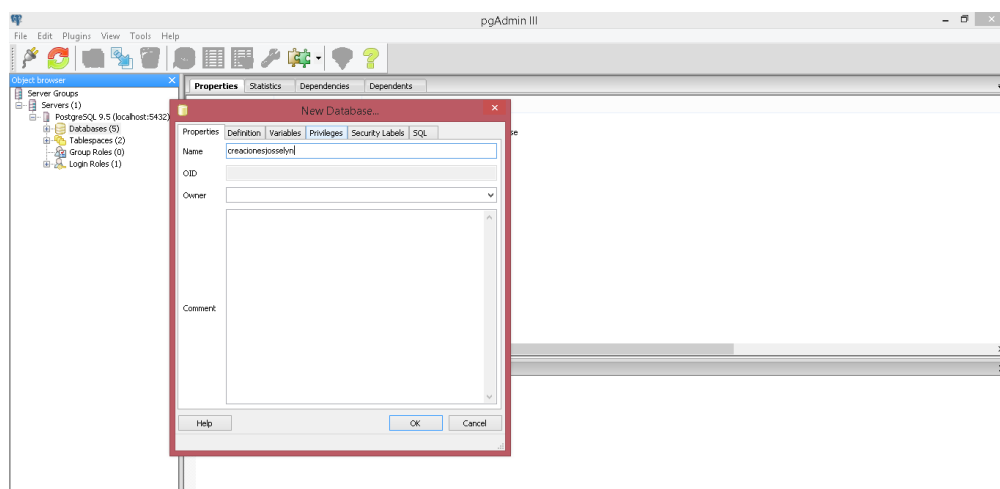 pgAdmin III
File Edit Plugins View Tools Help
Object browser
Server Groups
Servers (1)
PostgreSQL 9.5 (localhost:5432)
Databases (5)
Tablespaces (2)
Group Roles (0)
Login Roles (1)
Properties Statistics Dependencies Dependents
New Database...
Properties Definition Variables Privileges Security Labels SQL
Name creacionesjosselyn
OID
Owner
Comment
Help OK Cancel